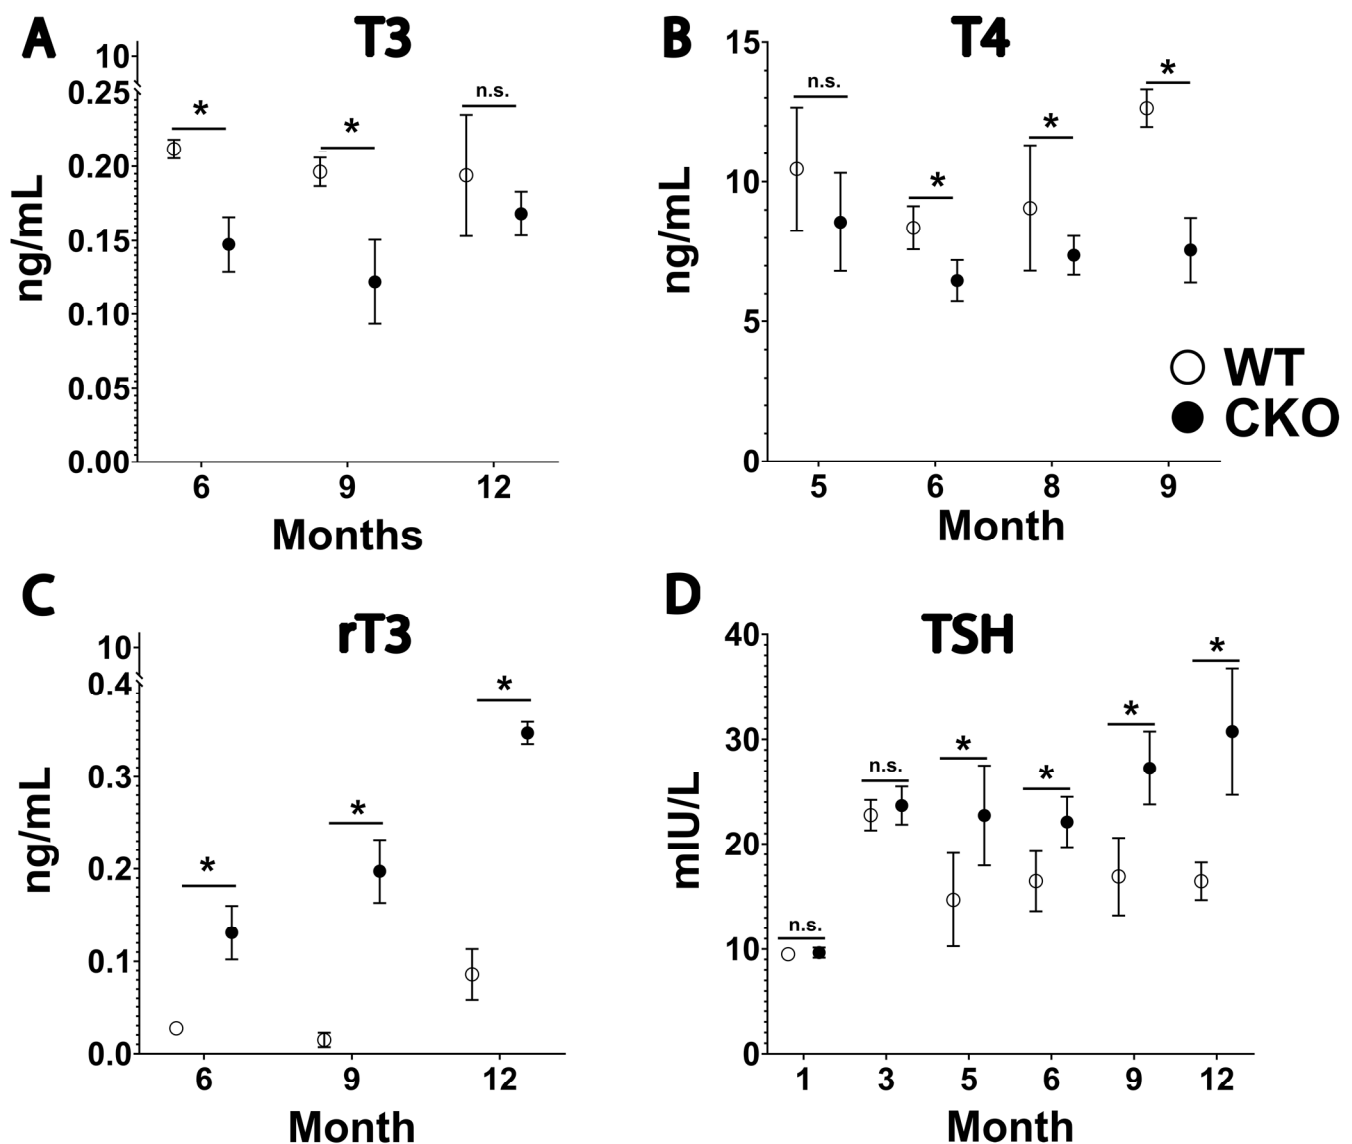 A
T3
10
0.25
0.20
0.15
0.10
0.05
0.00
ng/mL
*
*
n.s.
6
9
12
Months
B
T4
15
10
5
0
ng/mL
n.s.
*
*
*
5
6
8
9
Month
WT
CKO
C
rT3
10
0.4
0.3
0.2
0.1
0.0
ng/mL
*
*
*
6
9
12
Month
D
TSH
40
30
20
10
0
mIU/L
n.s.
n.s.
*
*
*
*
1
3
5
6
9
12
Month